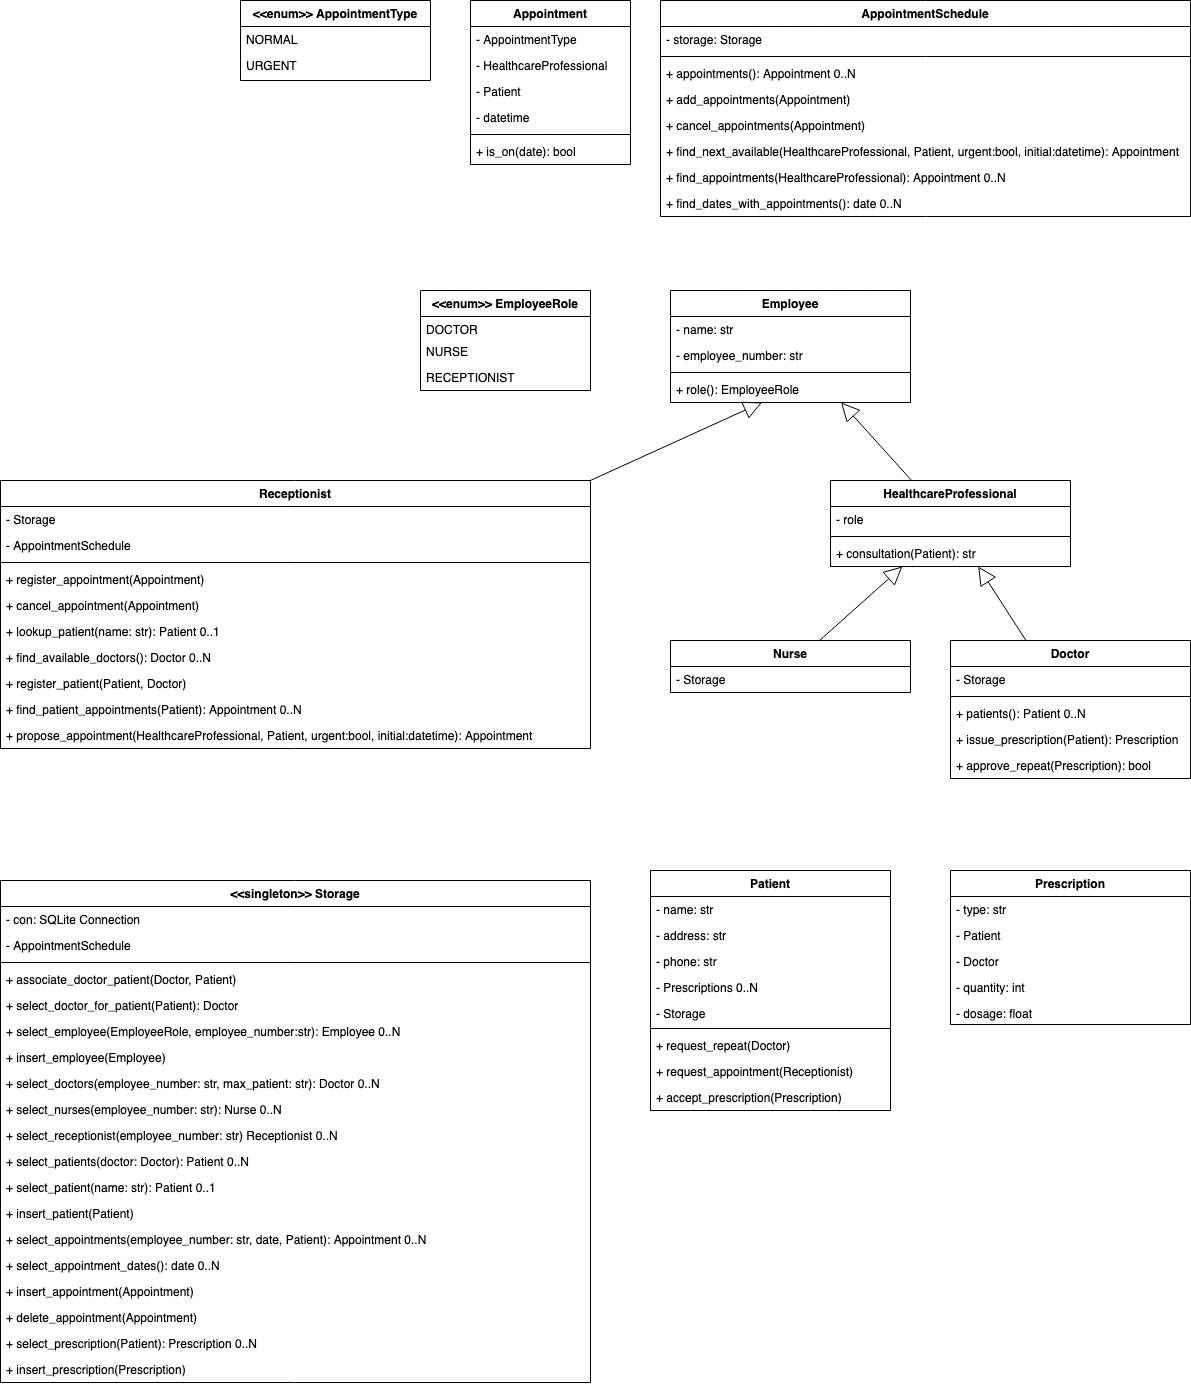 <<enum>> AppointmentType
NORMAL
URGENT
Appointment
- AppointmentType
- HealthcareProfessional
- Patient
- datetime
+ is_on(date): bool
AppointmentSchedule
- storage: Storage
+ appointments(): Appointment 0..N
+ add_appointments(Appointment)
+ cancel_appointments(Appointment)
+ find_next_available(HealthcareProfessional, Patient, urgent:bool, initial:datetime): Appointment
+ find_appointments(HealthcareProfessional): Appointment 0..N
+ find_dates_with_appointments(): date 0..N
<<enum>> EmployeeRole
DOCTOR
NURSE
RECEPTIONIST
Employee
- name: str
- employee_number: str
+ role(): EmployeeRole
Receptionist
- Storage
- AppointmentSchedule
+ register_appointment(Appointment)
+ cancel_appointment(Appointment)
+ lookup_patient(name: str): Patient 0..1
+ find_available_doctors(): Doctor 0..N
+ register_patient(Patient, Doctor)
+ find_patient_appointments(Patient): Appointment 0..N
+ propose_appointment(HealthcareProfessional, Patient, urgent:bool, initial:datetime): Appointment
HealthcareProfessional
- role
+ consultation(Patient): str
Nurse
- Storage
Doctor
- Storage
+ patients(): Patient 0..N
+ issue_prescription(Patient): Prescription
+ approve_repeat(Prescription): bool
<<singleton>> Storage
- con: SQLite Connection
- AppointmentSchedule
+ associate_doctor_patient(Doctor, Patient)
+ select_doctor_for_patient(Patient): Doctor
+ select_employee(EmployeeRole, employee_number:str): Employee 0..N
+ insert_employee(Employee)
+ select_doctors(employee_number: str, max_patient: str): Doctor 0..N
+ select_nurses(employee_number: str): Nurse 0..N
+ select_receptionist(employee_number: str) Receptionist 0..N
+ select_patients(doctor: Doctor): Patient 0..N
+ select_patient(name: str): Patient 0..1
+ insert_patient(Patient)
+ select_appointments(employee_number: str, date, Patient): Appointment 0..N
+ select_appointment_dates(): date 0..N
+ insert_appointment(Appointment)
+ delete_appointment(Appointment)
+ select_prescription(Patient): Prescription 0..N
+ insert_prescription(Prescription)
Patient
- name: str
- address: str
- phone: str
- Prescriptions 0..N
- Storage
+ request_repeat(Doctor)
+ request_appointment(Receptionist)
+ accept_prescription(Prescription)
Prescription
- type: str
- Patient
- Doctor
- quantity: int
- dosage: float